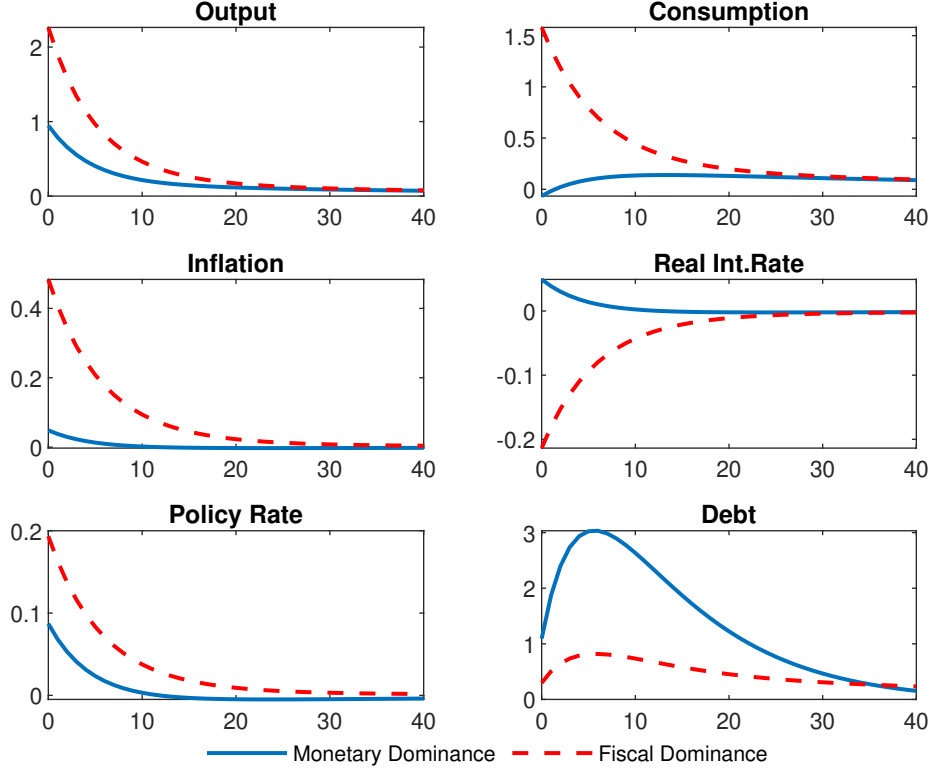 Output
2
1
0
0 10 20 30 40
Consumption
1.5
1
0.5
0
0 10 20 30 40
Inflation
0.4
0.2
0
0 10 20 30 40
Real Int.Rate
0
-0.1
-0.2
0 10 20 30 40
Policy Rate
0.2
0.1
0
0 10 20 30 40
Debt
3
2
1
0
0 10 20 30 40
Monetary Dominance
Fiscal Dominance